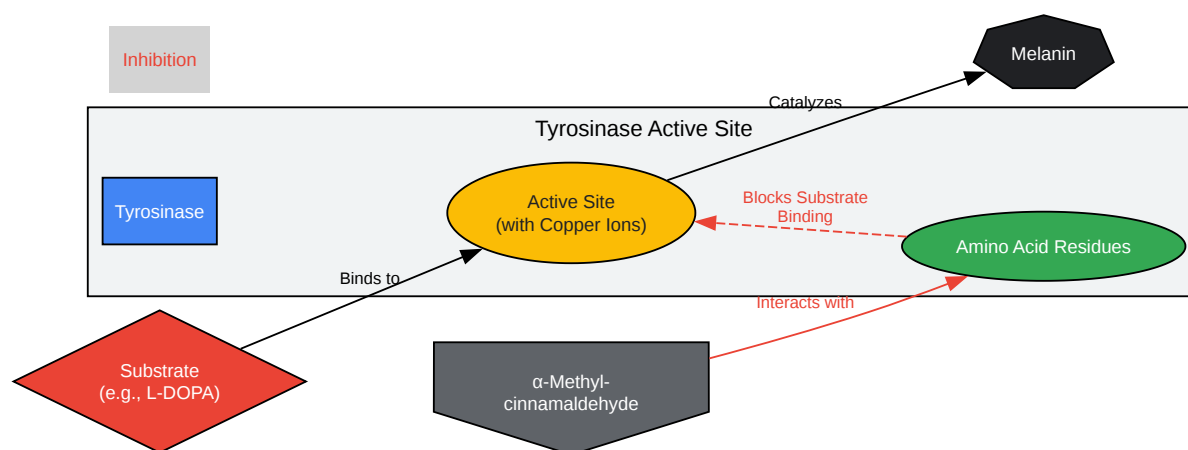 Inhibition
Melanin
Catalyzes
Tyrosinase Active Site
Tyrosinase
Active Site
(with Copper Ions)
Blocks Substrate
Binding
Amino Acid Residues
Binds to
Interacts with
Substrate
(e.g., L-DOPA)
α-Methyl-
cinnamaldehyde